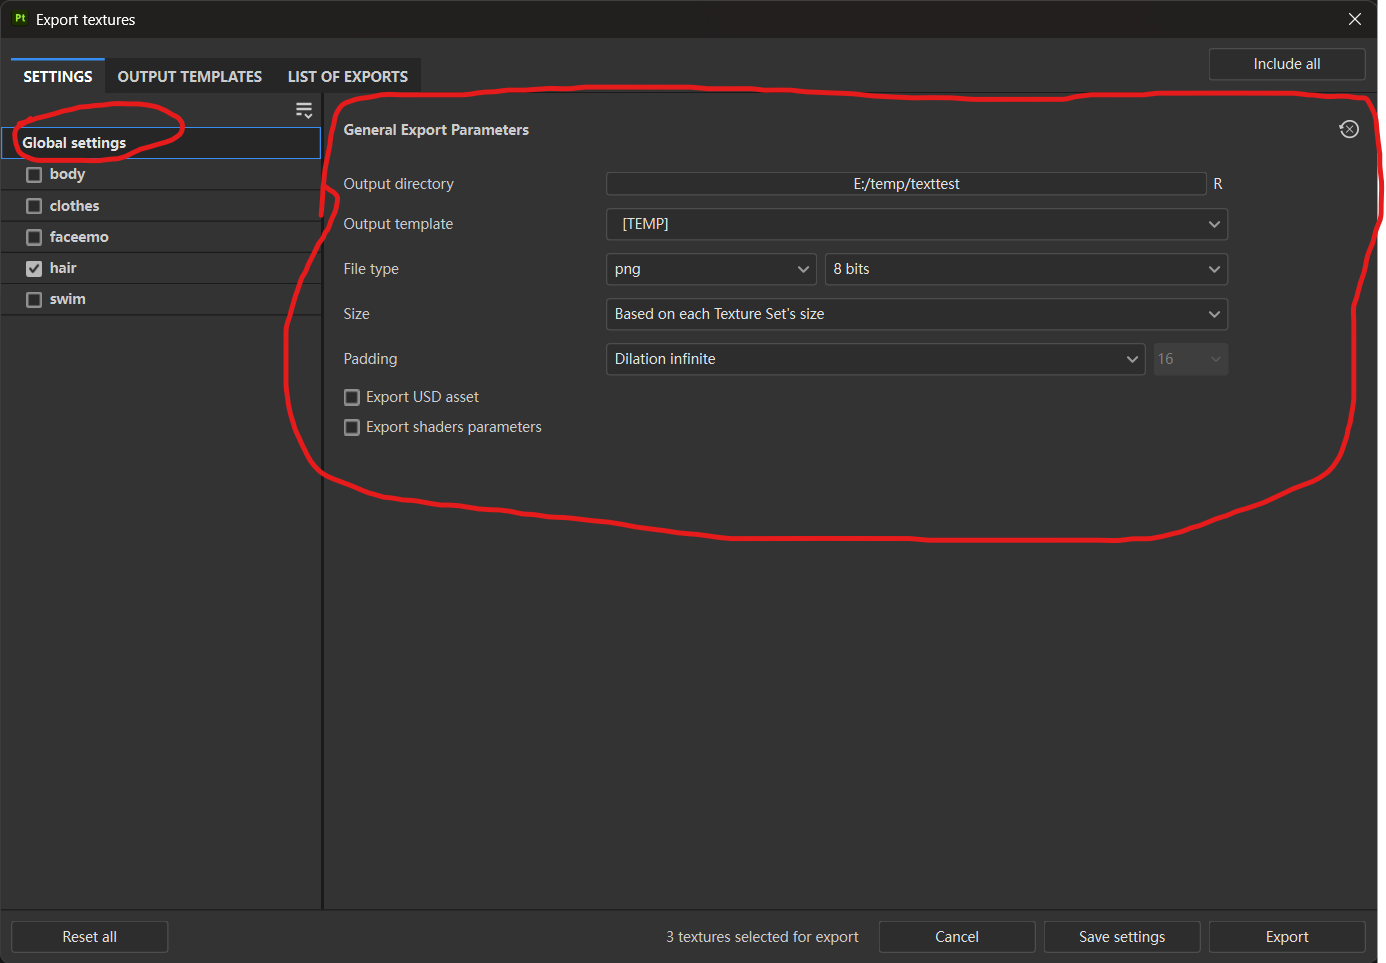 Pt Export textures
SETTINGS OUTPUT TEMPLATES LIST OF EXPORTS
Include all
Global settings
body
clothes
faceemo
hair
swim
General Export Parameters
Output directory E:/temp/texttest R
Output template [TEMP]
File type png 8 bits
Size Based on each Texture Set's size
Padding Dilation infinite 16
Export USD asset
Export shaders parameters
Reset all 3 textures selected for export Cancel Save settings Export